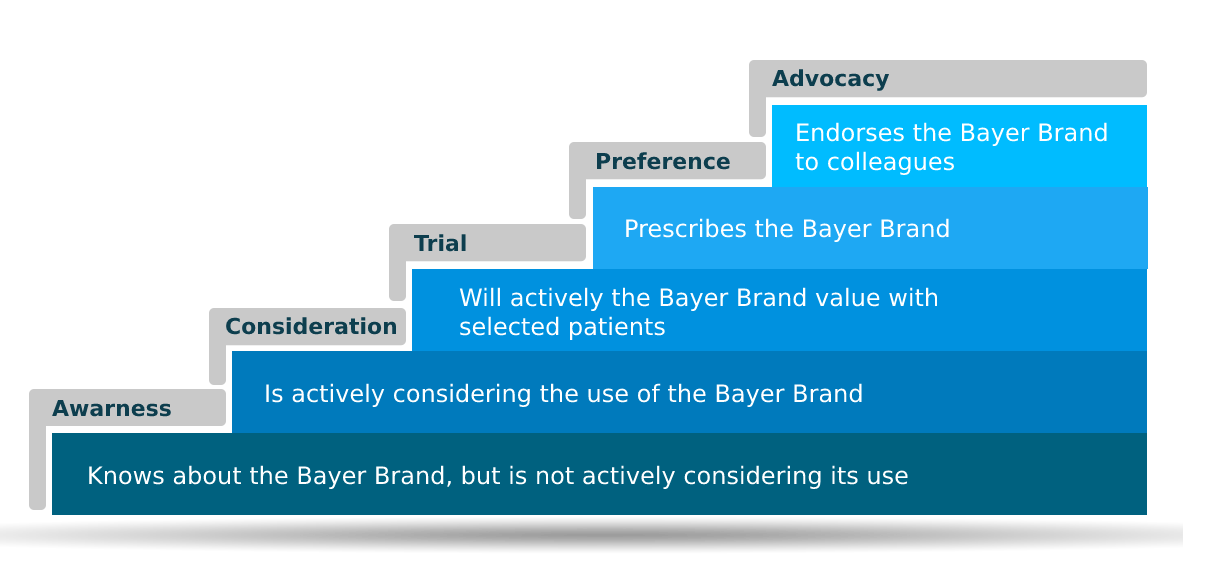 Advocacy
Endorses the Bayer Brand
to colleagues
Preference
Prescribes the Bayer Brand
Trial
Will actively the Bayer Brand value with
selected patients
Consideration
Is actively considering the use of the Bayer Brand
Awarness
Knows about the Bayer Brand, but is not actively considering its use